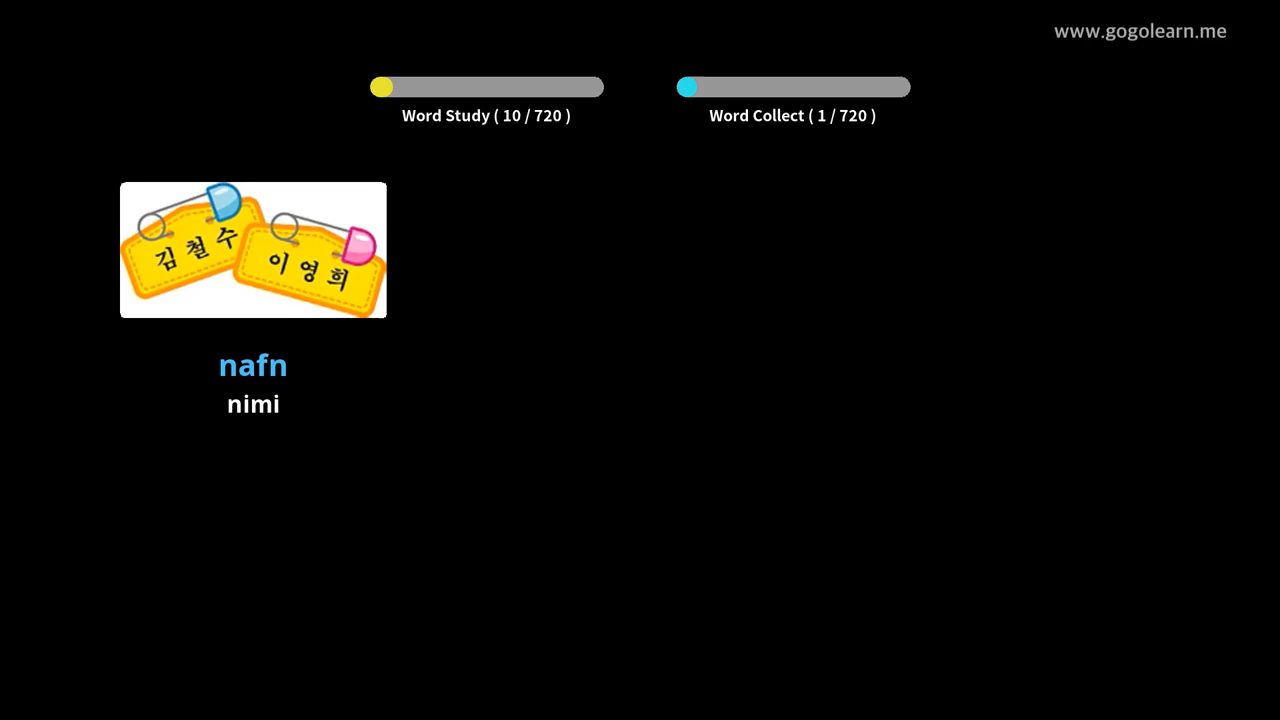 www.gogolearn.me
Word Study ( 10 / 720 )
Word Collect ( 1 / 720 )
김철수
이영희
nafn
nimi